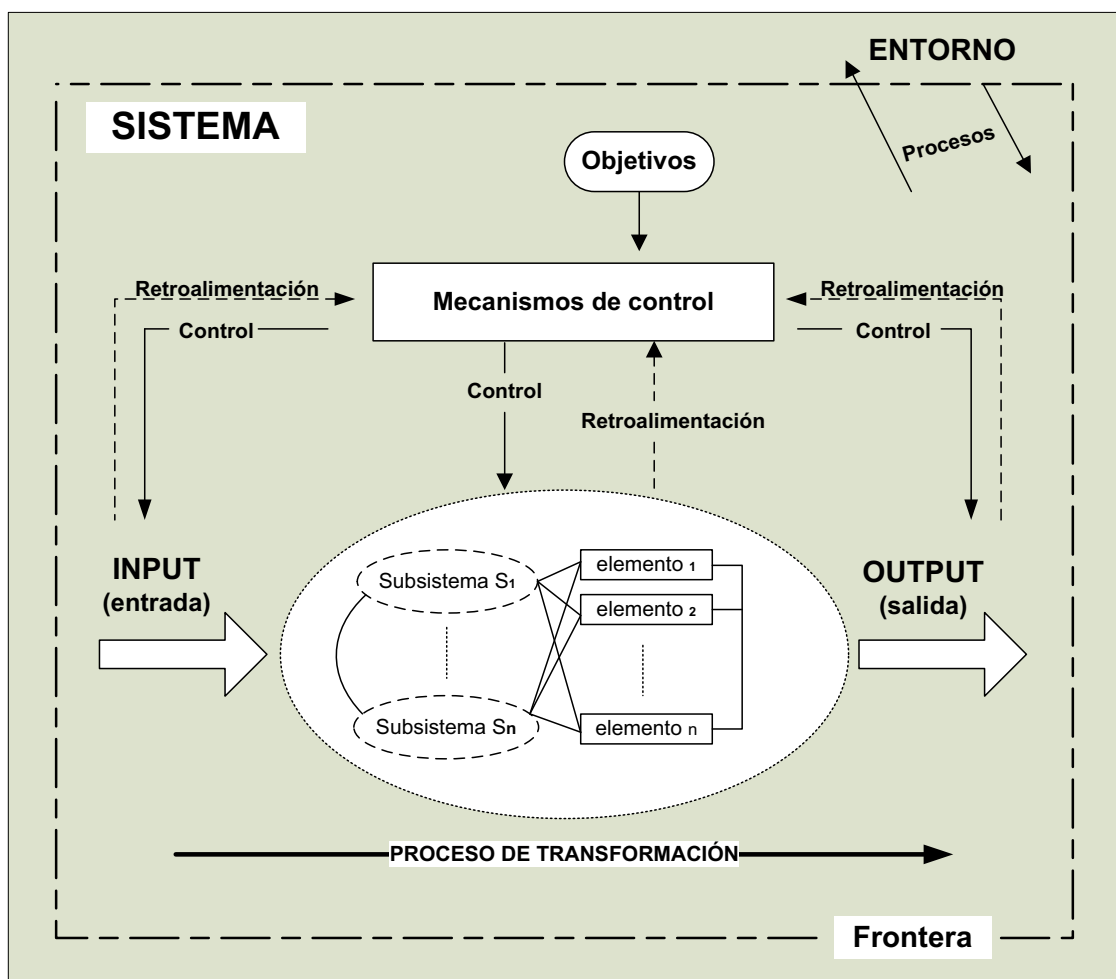 ENTORNO
SISTEMA
Procesos
Objetivos
Retroalimentación
Mecanismos de control
Retroalimentación
Control
Control
Control
Retroalimentación
INPUT
(entrada)
Subsistema S1
elemento 1
elemento 2
OUTPUT
(salida)
Subsistema Sn
elemento n
PROCESO DE TRANSFORMACIÓN
Frontera